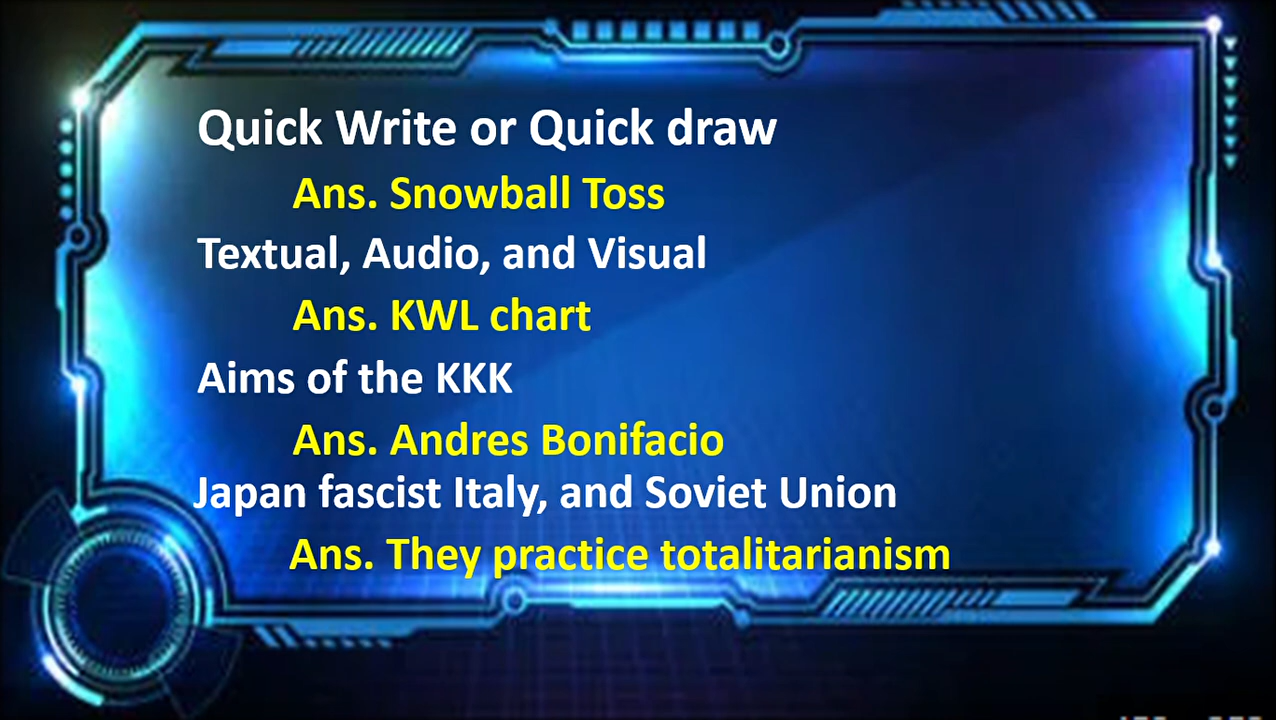 Quick Write or Quick draw
Ans. Snowball Toss
Textual, Audio, and Visual
Ans. KWL chart
Aims of the KKK
Ans. Andres Bonifacio
Japan fascist Italy, and Soviet Union
Ans. They practice totalitarianism